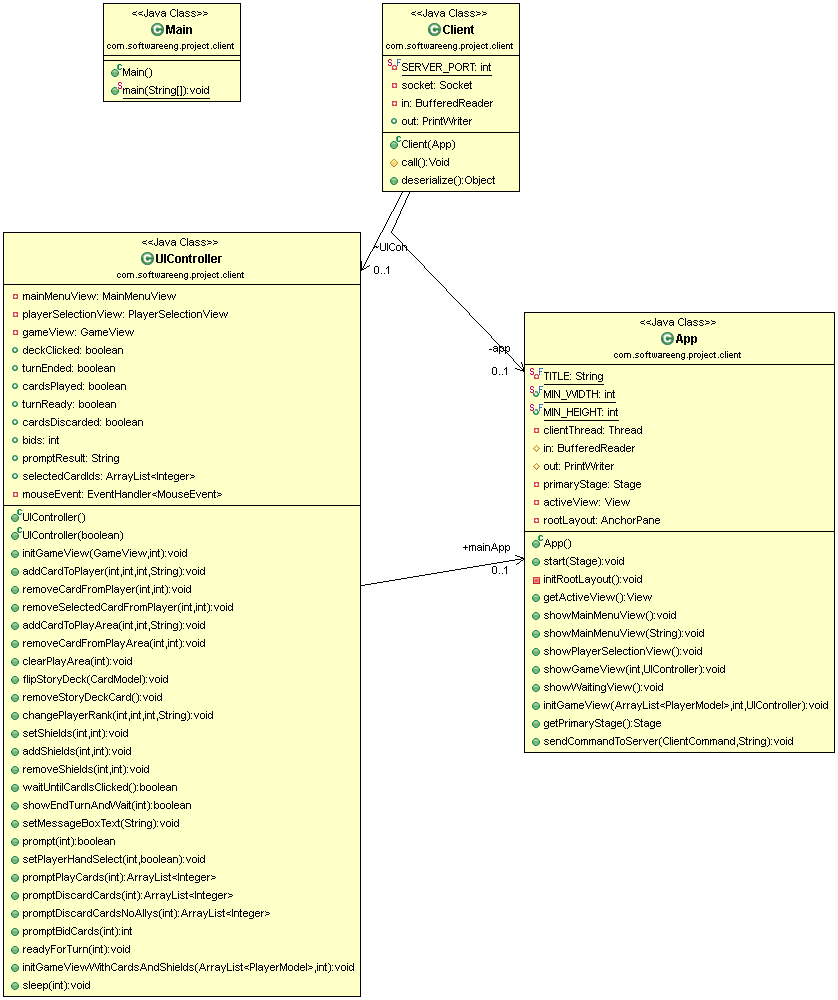 <<Java Class>>
Main
com.softwareeng.project.client
Main()
main(String[]):void
<<Java Class>>
Client
com.softwareeng.project.client
SERVER_PORT: int
socket: Socket
in: BufferedReader
out: PrintWriter
Client(App)
call():Void
deserialize():Object
~UICon
0..1
-app
0..1
<<Java Class>>
UIController
com.softwareeng.project.client
mainMenuView: MainMenuView
playerSelectionView: PlayerSelectionView
gameView: GameView
deckClicked: boolean
turnEnded: boolean
cardsPlayed: boolean
turnReady: boolean
cardsDiscarded: boolean
bids: int
promptResult: String
selectedCardIds: ArrayList<Integer>
mouseEvent: EventHandler<MouseEvent>
UIController()
UIController(boolean)
initGameView(GameView,int):void
addCardToPlayer(int,int,int,String):void
removeCardFromPlayer(int,int):void
removeSelectedCardFromPlayer(int,int):void
addCardToPlayArea(int,int,String):void
removeCardFromPlayArea(int,int):void
clearPlayArea(int):void
flipStoryDeck(CardModel):void
removeStoryDeckCard():void
changePlayerRank(int,int,int,String):void
setShields(int,int):void
addShields(int,int):void
removeShields(int,int):void
waitUntilCardIsClicked():boolean
showEndTurnAndWait(int):boolean
setMessageBoxText(String):void
prompt(int):boolean
setPlayerHandSelect(int,boolean):void
promptPlayCards(int):ArrayList<Integer>
promptDiscardCards(int):ArrayList<Integer>
promptDiscardCardsNoAllys(int):ArrayList<Integer>
promptBidCards(int):int
readyForTurn(int):void
initGameViewWithCardsAndShields(ArrayList<PlayerModel>,int):void
sleep(int):void
+mainApp
0..1
<<Java Class>>
App
com.softwareeng.project.client
TITLE: String
MIN_WIDTH: int
MIN_HEIGHT: int
clientThread: Thread
in: BufferedReader
out: PrintWriter
primaryStage: Stage
activeView: View
rootLayout: AnchorPane
App()
start(Stage):void
initRootLayout():void
getActiveView():View
showMainMenuView():void
showMainMenuView(String):void
showPlayerSelectionView():void
showGameView(int,UIController):void
showWaitingView():void
initGameView(ArrayList<PlayerModel>,int,UIController):void
getPrimaryStage():Stage
sendCommandToServer(ClientCommand,String):void